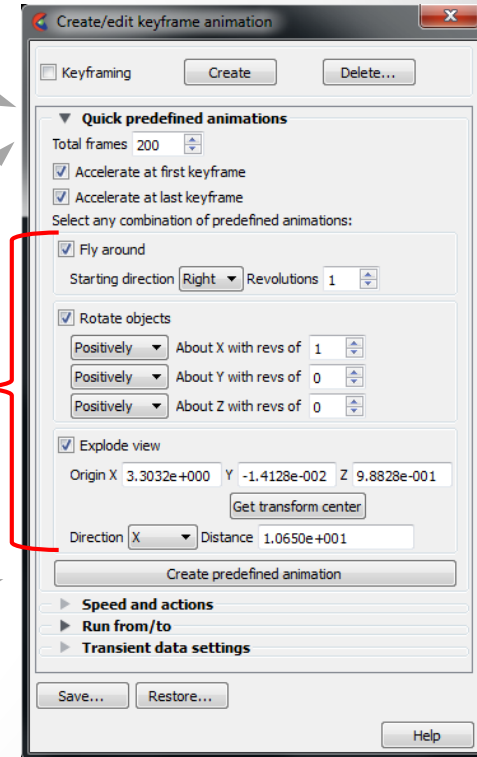 Create/edit keyframe animation
Keyframing Create Delete...
Quick predefined animations
Total frames 200
Accelerate at first keyframe
Accelerate at last keyframe
Select any combination of predefined animations:
Fly around
Starting direction Right Revolutions 1
Rotate objects
Positively About X with revs of 1
Positively About Y with revs of 0
Positively About Z with revs of 0
Explode view
Origin X 3.3032e+000 Y -1.4128e-002 Z 9.8828e-001
Get transform center
Direction X Distance 1.0650e+001
Create predefined animation
Speed and actions
Run from/to
Transient data settings
Save... Restore...
Help